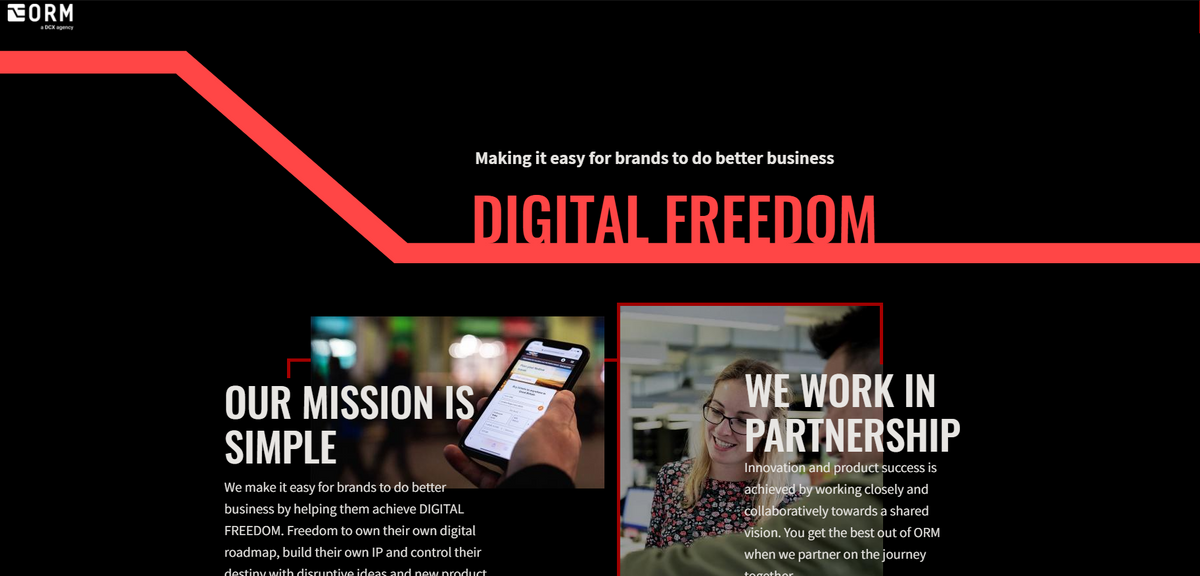 ORM
a DCX agency
Making it easy for brands to do better business
DIGITAL FREEDOM
OUR MISSION IS
SIMPLE
We make it easy for brands to do better
business by helping them achieve DIGITAL
FREEDOM. Freedom to own their own digital
roadmap, build their own IP and control their
destiny with disruptive ideas and new product
WE WORK IN
PARTNERSHIP
Innovation and product success is
achieved by working closely and
collaboratively towards a shared
vision. You get the best out of ORM
when we partner on the journey
together